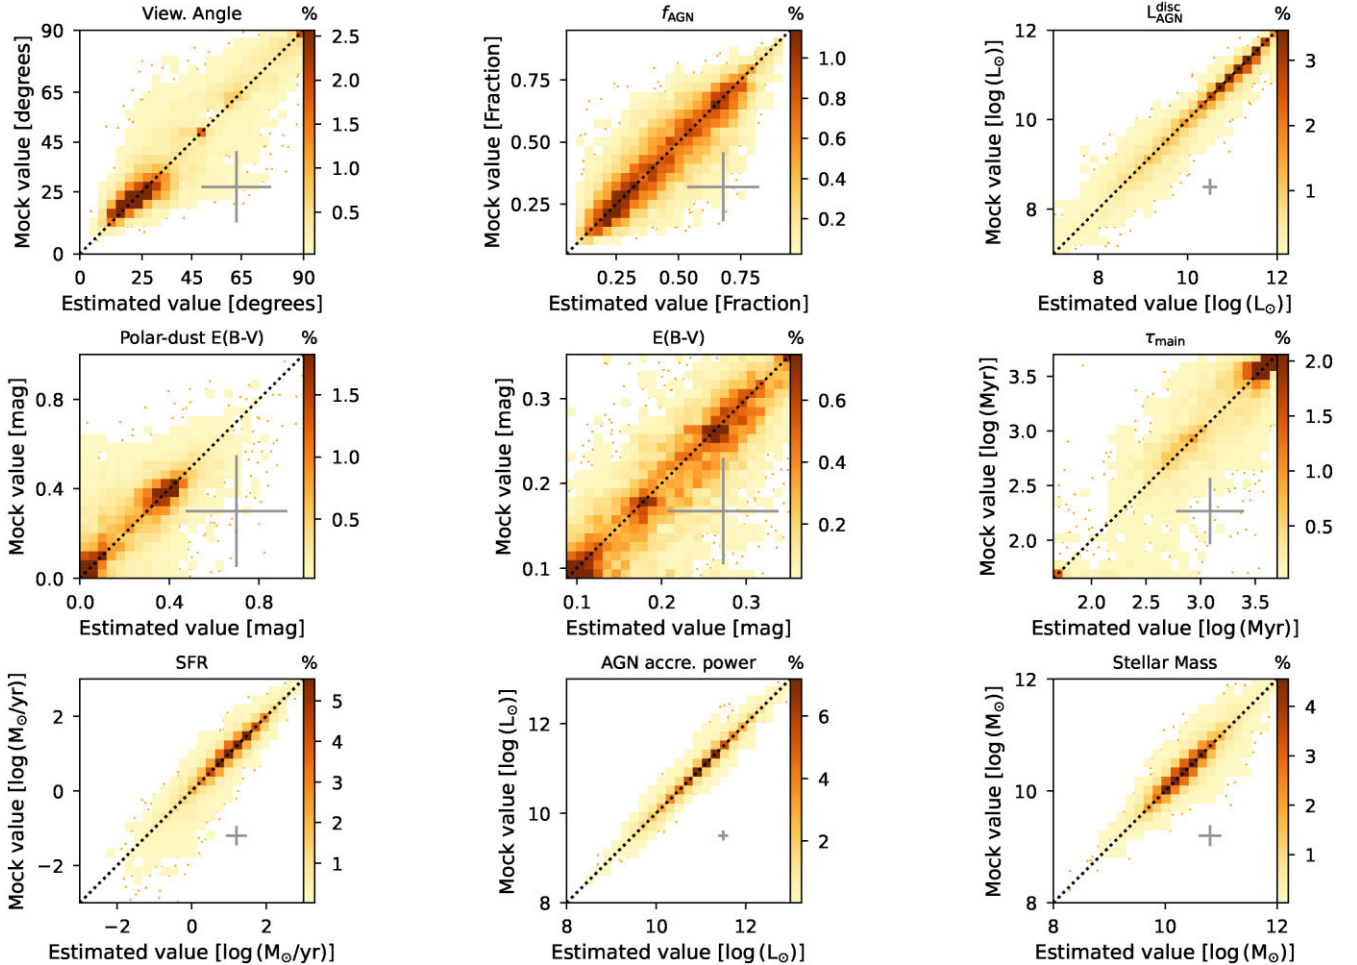 View. Angle %
Mock value [degrees]
90
65
45
25
0
0 25 45 65 90
Estimated value [degrees]
2.5
2.0
1.5
1.0
0.5
f_AGN %
Mock value [Fraction]
0.75
0.50
0.25
0.25 0.50 0.75
Estimated value [Fraction]
1.0
0.8
0.6
0.4
0.2
L_AGN^disc %
Mock value [log (L⊙)]
12
10
8
8 10 12
Estimated value [log (L⊙)]
3
2
1
Polar-dust E(B-V) %
Mock value [mag]
0.8
0.4
0.0
0.0 0.4 0.8
Estimated value [mag]
1.5
1.0
0.5
E(B-V) %
Mock value [mag]
0.3
0.2
0.1
0.1 0.2 0.3
Estimated value [mag]
0.6
0.4
0.2
τ_main %
Mock value [log (Myr)]
3.5
3.0
2.5
2.0
2.0 2.5 3.0 3.5
Estimated value [log (Myr)]
2.0
1.5
1.0
0.5
SFR %
Mock value [log (M⊙/yr)]
2
0
−2
−2 0 2
Estimated value [log (M⊙/yr)]
5
4
3
2
1
AGN accre. power %
Mock value [log (L⊙)]
12
10
8
8 10 12
Estimated value [log (L⊙)]
6
4
2
Stellar Mass %
Mock value [log (M⊙)]
12
10
8
8 10 12
Estimated value [log (M⊙)]
4
3
2
1